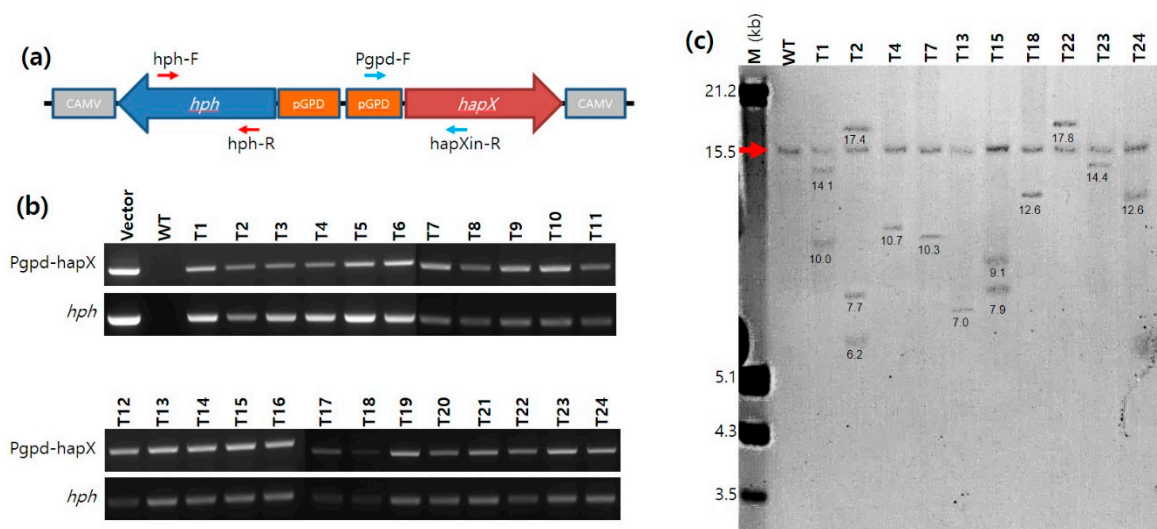 (a)
hph-F
Pgpd-F
CAMV
hph
pGPD
pGPD
hapX
CAMV
hph-R
hapXin-R
(b)
Vector WT T1 T2 T3 T4 T5 T6 T7 T8 T9 T10 T11
Pgpd-hapX
hph
T12 T13 T14 T15 T16 T17 T18 T19 T20 T21 T22 T23 T24
Pgpd-hapX
hph
(c)
M (kb) WT T1 T2 T4 T7 T13 T15 T18 T22 T23 T24
21.2
17.4
17.8
15.5
14.1
14.4
12.6
12.6
10.7
10.3
10.0
9.1
7.9
7.7
7.0
6.2
5.1
4.3
3.5